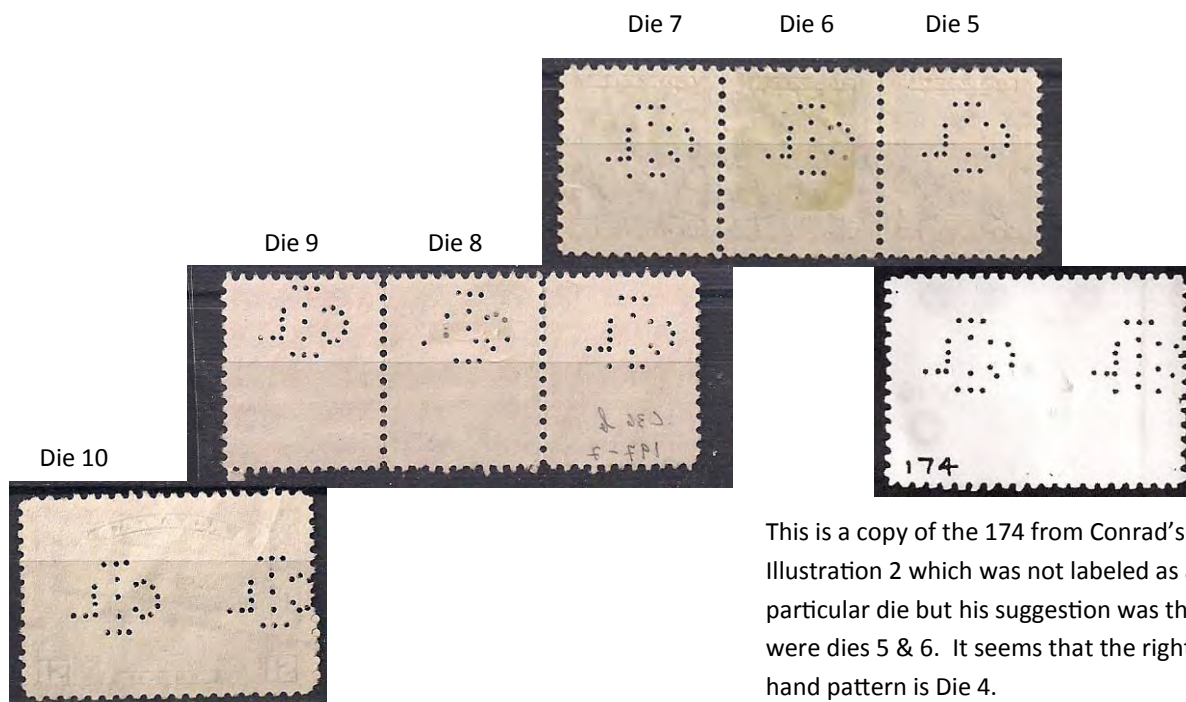 Die 7 Die 6 Die 5
Die 9 Die 8
Die 10
174
This is a copy of the 174 from Conrad's
Illustration 2 which was not labeled as
particular die but his suggestion was
were dies 5 & 6. It seems that the
hand pattern is Die 4.